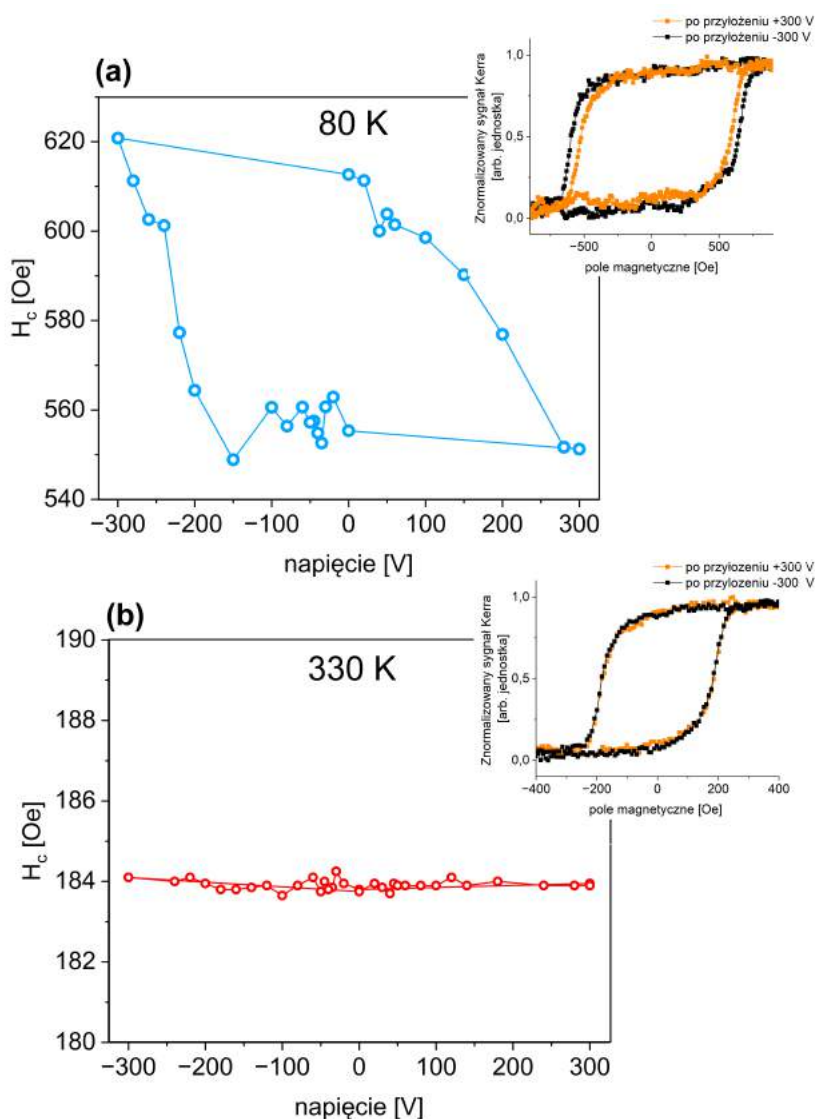 po przyłożeniu +300 V
po przyłożeniu -300 V
(a)
80 K
Znormalizowany sygnał Kerra
[arb. jednostka]
1,0
0,5
0,0
−500 0 500
pole magnetyczne [Oe]
H_c [Oe]
620
600
580
560
540
−300 −200 −100 0 100 200 300
napięcie [V]
po przyłozeniu +300 V
po przylożeniu -300 V
(b)
330 K
Znormalizowany sygnał Kerra
[arb. jednostka]
1,0
0,5
0,0
−400 −200 0 200 400
pole magnetyczne [Oe]
H_c [Oe]
190
188
186
184
182
180
−300 −200 −100 0 100 200 300
napięcie [V]